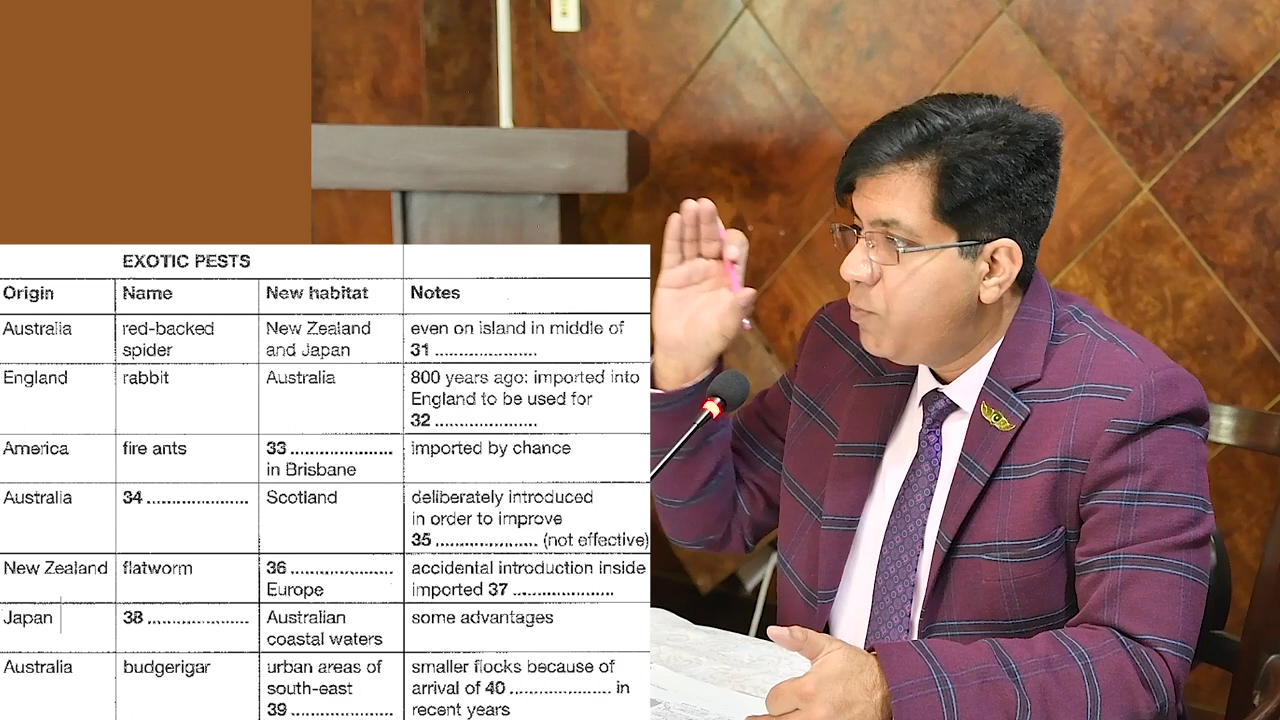 EXOTIC PESTS
Origin Name New habitat Notes
Australia red-backed spider New Zealand and Japan even on island in middle of 31 .....................
England rabbit Australia 800 years ago: imported into England to be used for 32 .....................
America fire ants 33 ..................... in Brisbane imported by chance
Australia 34 ..................... Scotland deliberately introduced in order to improve 35 ..................... (not effective)
New Zealand flatworm 36 ..................... Europe accidental introduction inside imported 37 .....................
Japan 38 ..................... Australian coastal waters some advantages
Australia budgerigar urban areas of south-east 39 ..................... smaller flocks because of arrival of 40 ..................... in recent years